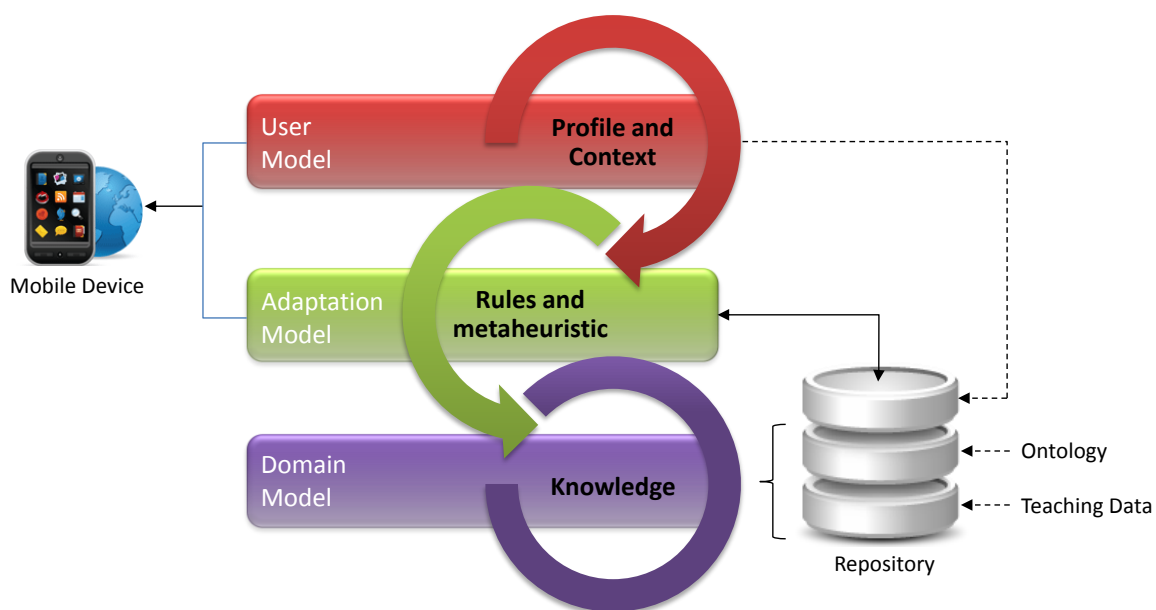 User
Model
Profile and
Context
Mobile Device
Adaptation
Model
Rules and
metaheuristic
Domain
Model
Knowledge
Ontology
Teaching Data
Repository